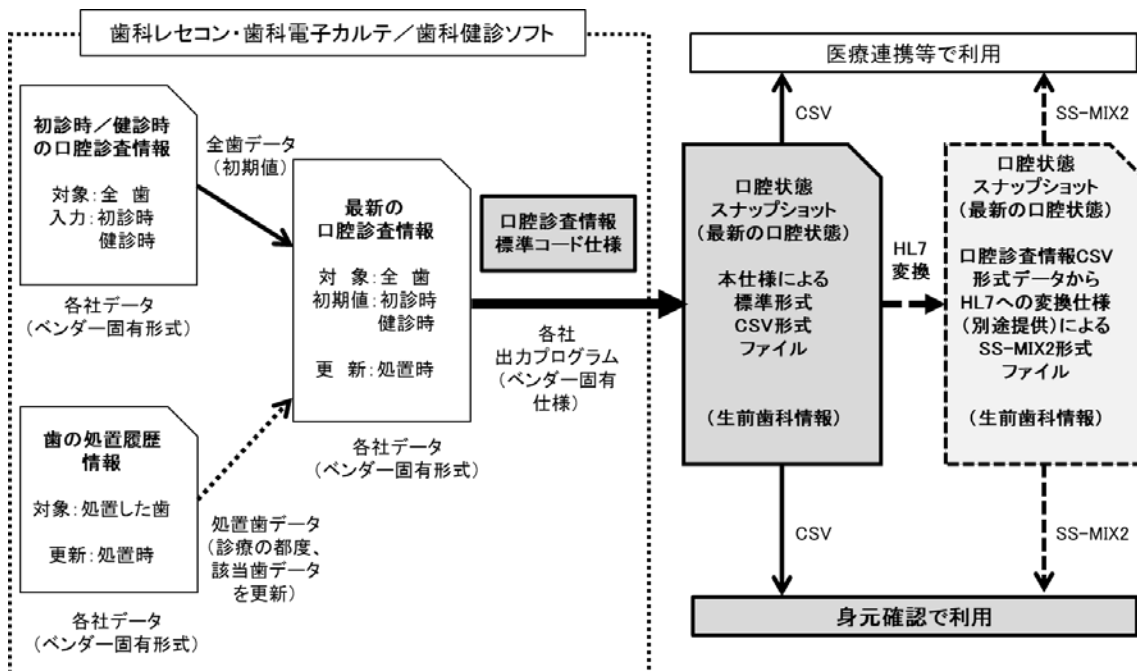 歯科レセコン・歯科電子カルテ／歯科健診ソフト
初診時／健診時
の口腔診査情報
対象：全　歯
入力：初診時
健診時
各社データ
（ベンダー固有形式）
全歯データ
（初期値）
歯の処置履歴
情報
対象：処置した歯
更新：処置時
各社データ
（ベンダー固有形式）
処置歯データ
（診療の都度、
該当歯データ
を更新）
最新の
口腔診査情報
対　象：全　歯
初期値：初診時
健診時
更　新：処置時
各社データ
（ベンダー固有形式）
口腔診査情報
標準コード仕様
各社
出力プログラム
（ベンダー固有
仕様）
医療連携等で利用
CSV
SS-MIX2
口腔状態
スナップショット
（最新の口腔状態）
本仕様による
標準形式
CSV形式
ファイル
（生前歯科情報）
HL7
変換
口腔状態
スナップショット
（最新の口腔状態）
口腔診査情報CSV
形式データから
HL7への変換仕様
（別途提供）による
SS-MIX2形式
ファイル
（生前歯科情報）
CSV
SS-MIX2
身元確認で利用